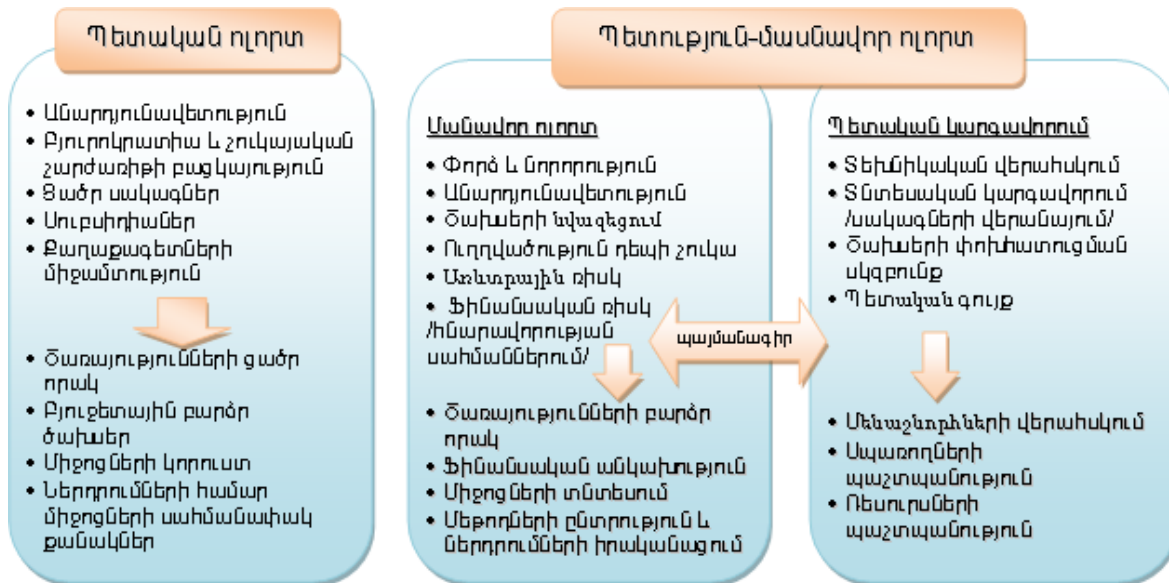 Պետական ոլորտ
• Անարդյունավետություն
• Բյուրոկրատիա և շուկայական
շարժառիթի բացկայություն
• Ցածր սակագներ
• Սուբսիդիաներ
• Քաղաքագետների
միջամտություն
• Ծառայությունների ցածր
որակ
• Բյուջետային բարձր
ծախսեր
• Միջոցների կորուստ
• Ներդրումների համար
միջոցների սահմանափակ
քանակներ
Պետություն-մասնավոր ոլորտ
Մանավոր ոլորտ
• Փորձ և նորորություն
• Անարդյունավետություն
• Ծախսերի նվազեցում
• Ուղղվածություն դեպի շուկա
• Առևտրային ռիսկ
• Ֆինանսական ռիսկ
/հնարավորության
սահմաններում/
• Ծառայությունների բարձր
որակ
• Ֆինանսական անկախություն
• Միջոցների տնտեսում
• Մեթոդների ընտրություն և
ներդրումների իրականացում
պայմանագիր
Պետական կարգավորում
• Տեխնիկական վերահսկում
• Տնտեսական կարգավորում
/սակագների վերանայում/
• Ծախսերի փոխհատուցման
սկզբունք
• Պետական գույք
• Մենաշնորհների վերահսկում
• Սպառողների
պաշտպանություն
• Ռեսուրսների
պաշտպանություն